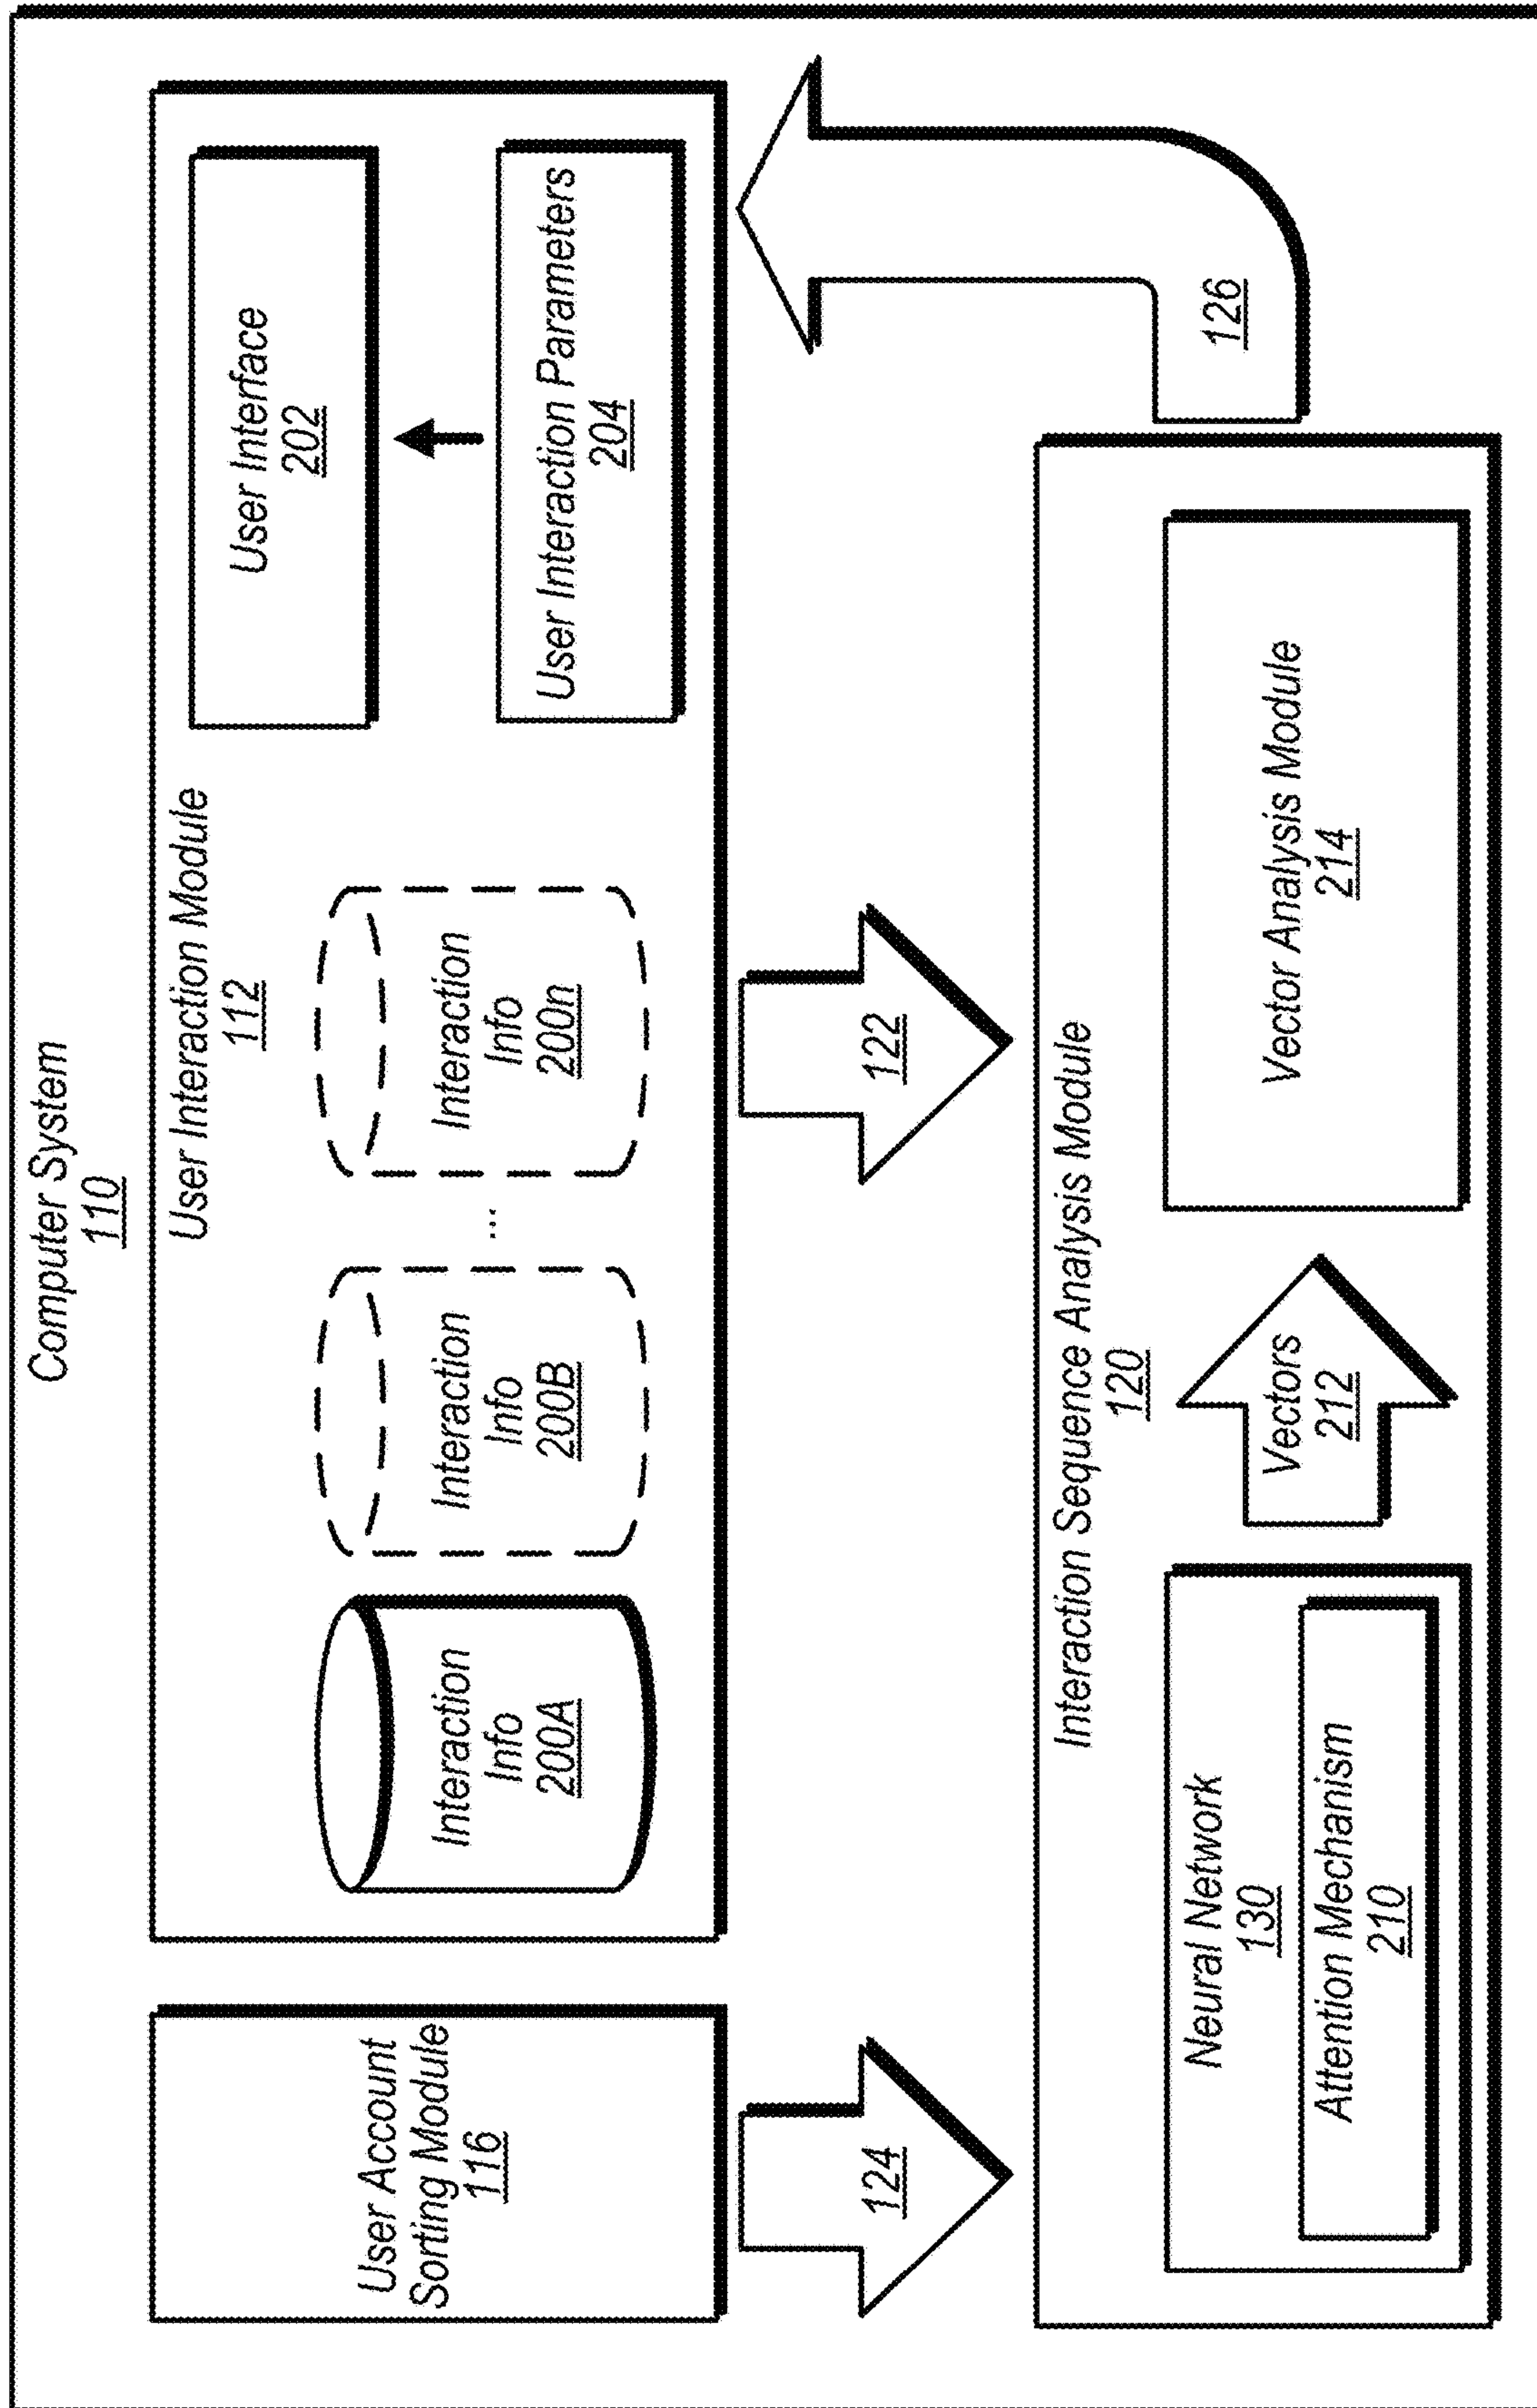 Computer System
110
User Account
Sorting Module
116
User Interaction Module
112
Interaction
Info
200A
Interaction
Info
200B
...
Interaction
Info
200n
User Interface
202
User Interaction Parameters
204
124
122
126
Interaction Sequence Analysis Module
120
Neural Network
130
Attention Mechanism
210
Vectors
212
Vector Analysis Module
214